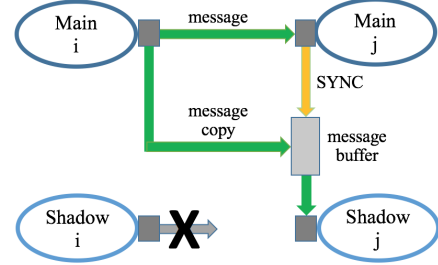 Main
i
message
Main
j
SYNC
message
copy
message
buffer
Shadow
i
X
Shadow
j